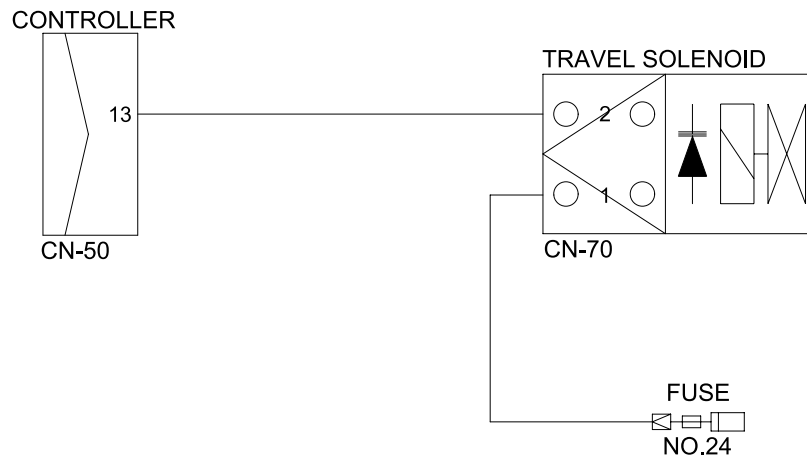 CONTROLLER
TRAVEL SOLENOID
13
2
1
CN-50
CN-70
FUSE
NO.24